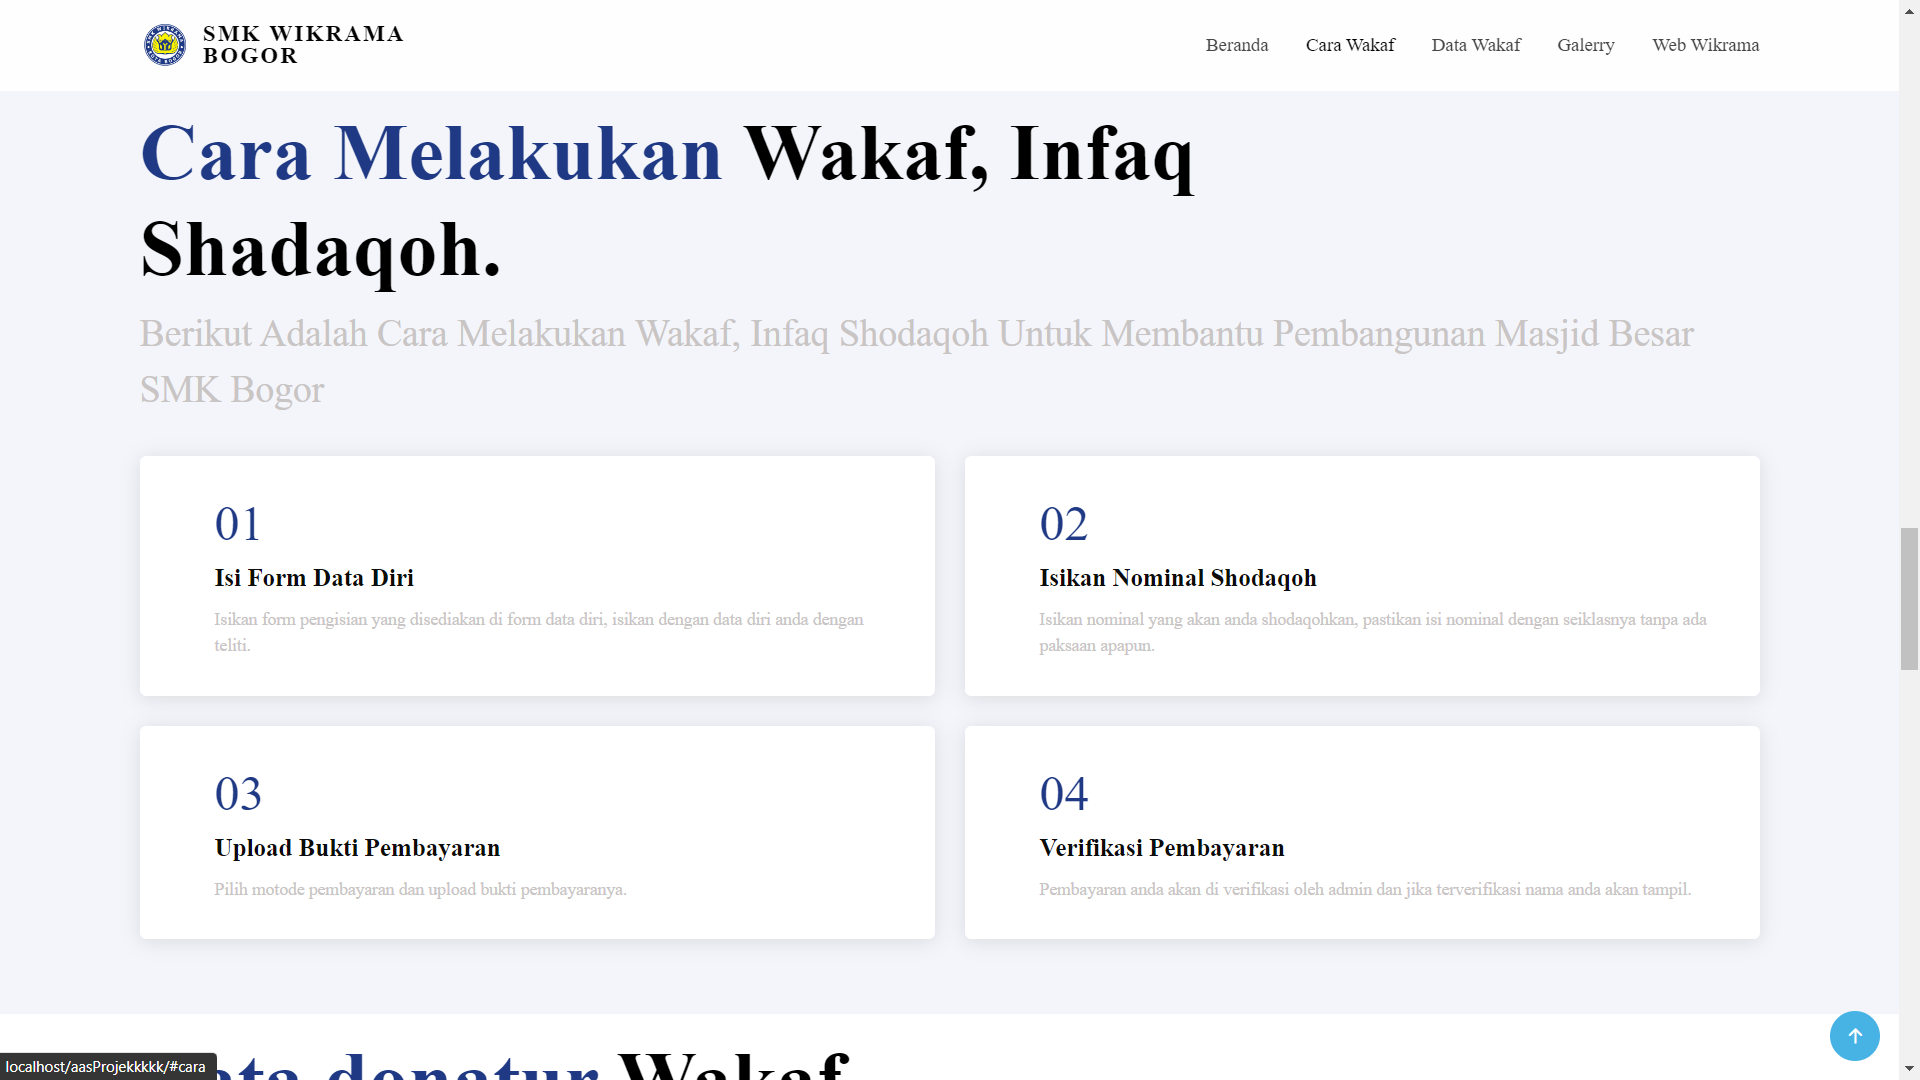 SMK WIKRAMA
BOGOR
Beranda
Cara Wakaf
Data Wakaf
Galerry
Web Wikrama
Cara Melakukan Wakaf, Infaq
Shadaqoh.
Berikut Adalah Cara Melakukan Wakaf, Infaq Shodaqoh Untuk Membantu Pembangunan Masjid Besar
SMK Bogor
01
Isi Form Data Diri
Isikan form pengisian yang disediakan di form data diri, isikan dengan data diri anda dengan
teliti.
02
Isikan Nominal Shodaqoh
Isikan nominal yang akan anda shodaqohkan, pastikan isi nominal dengan seiklasnya tanpa ada
paksaan apapun.
03
Upload Bukti Pembayaran
Pilih motode pembayaran dan upload bukti pembayaranya.
04
Verifikasi Pembayaran
Pembayaran anda akan di verifikasi oleh admin dan jika terverifikasi nama anda akan tampil.
donatur Wakaf
localhost/aasProjekkkkk/#cara